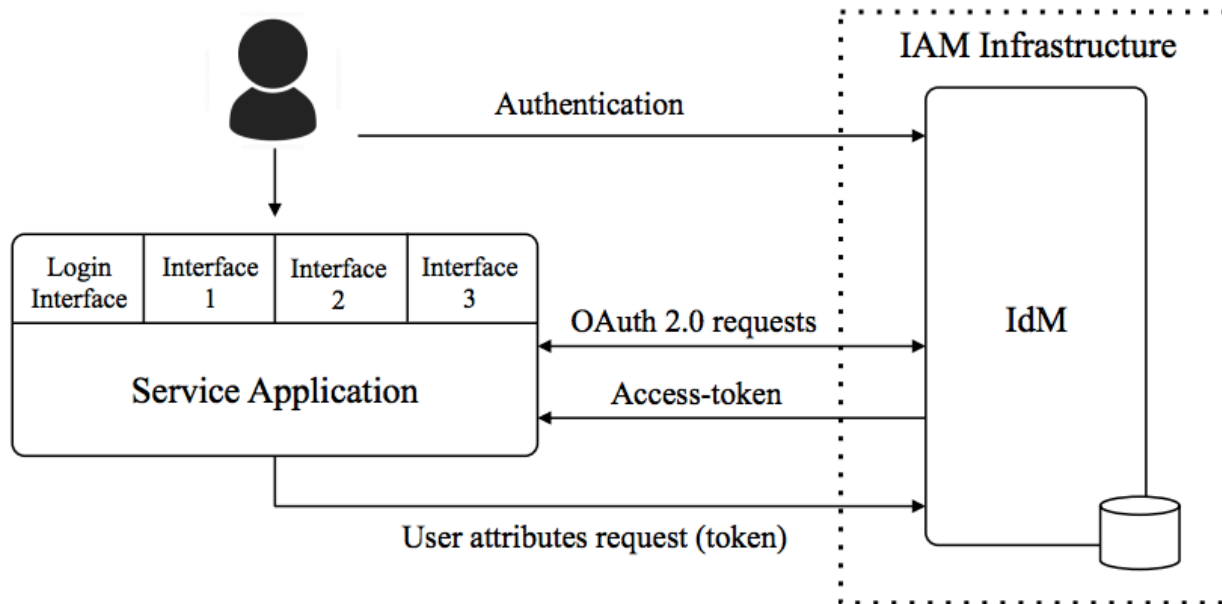 IAM Infrastructure
Authentication
Login
Interface
Interface
1
Interface
2
Interface
3
OAuth 2.0 requests
IdM
Service Application
Access-token
User attributes request (token)